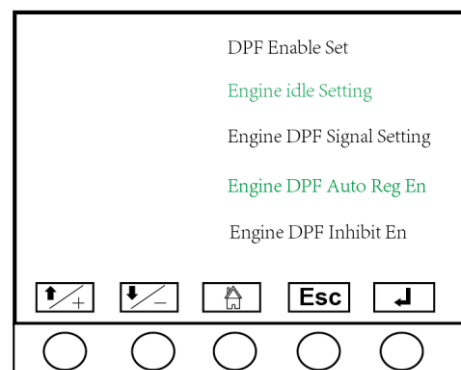 DPF Enable Set
Engine idle Setting
Engine DPF Signal Setting
Engine DPF Auto Reg En
Engine DPF Inhibit En
+ - Esc